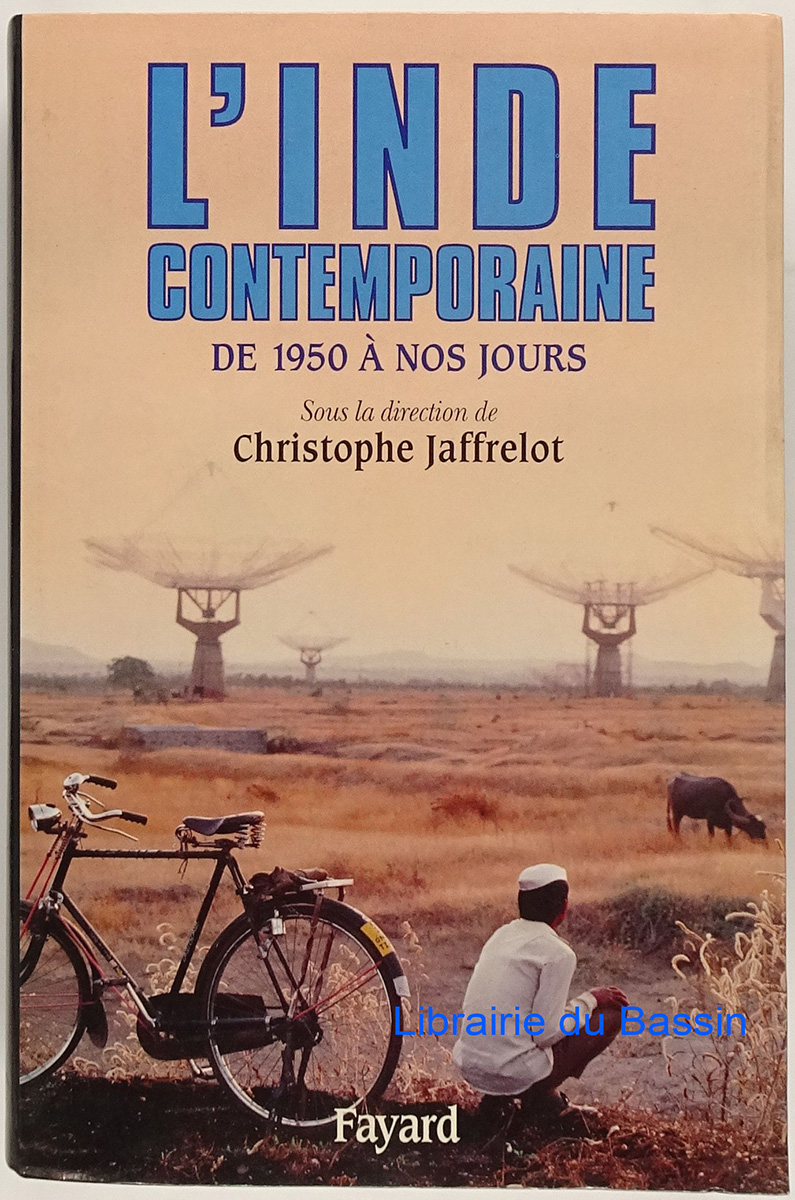 L'INDE
CONTEMPORAINE
DE 1950 À NOS JOURS
Sous la direction de
Christophe Jaffrelot
Librairie du Bassin
Fayard